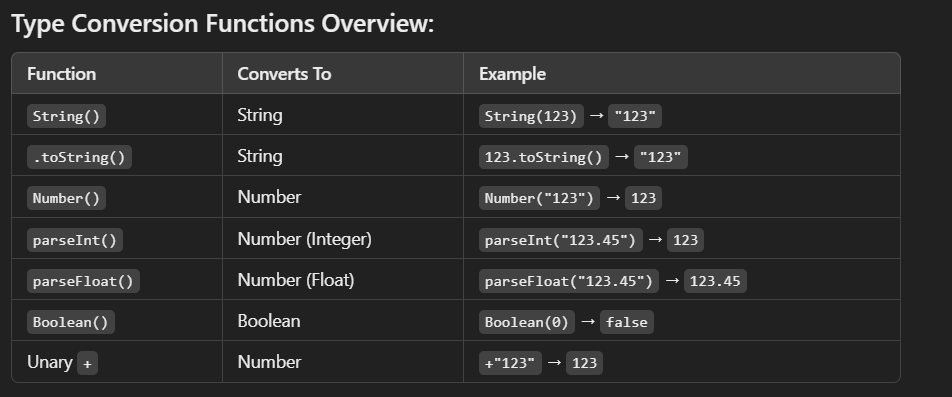 Type Conversion Functions Overview:
Function Converts To Example
String() String String(123) → "123"
.toString() String 123.toString() → "123"
Number() Number Number("123") → 123
parseInt() Number (Integer) parseInt("123.45") → 123
parseFloat() Number (Float) parseFloat("123.45") → 123.45
Boolean() Boolean Boolean(0) → false
Unary + Number +"123" → 123